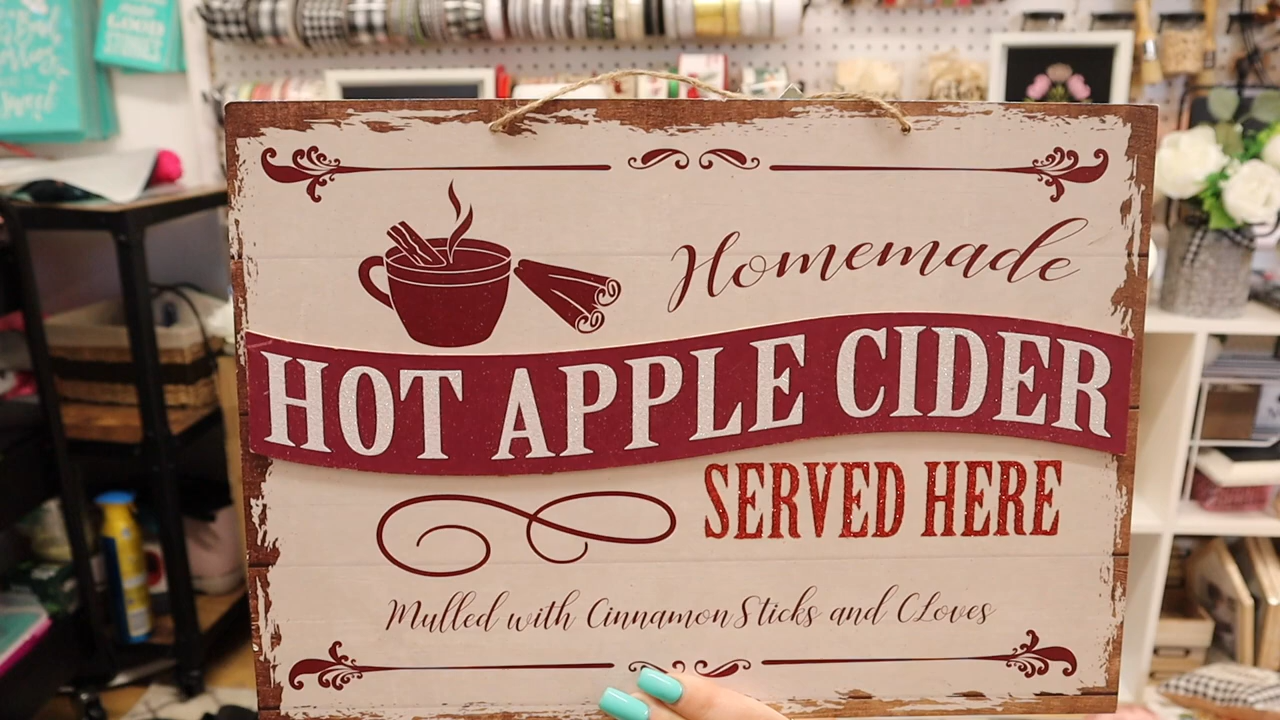 Homemade
HOT APPLE CIDER
SERVED HERE
Mulled with Cinnamon Sticks and CLoves